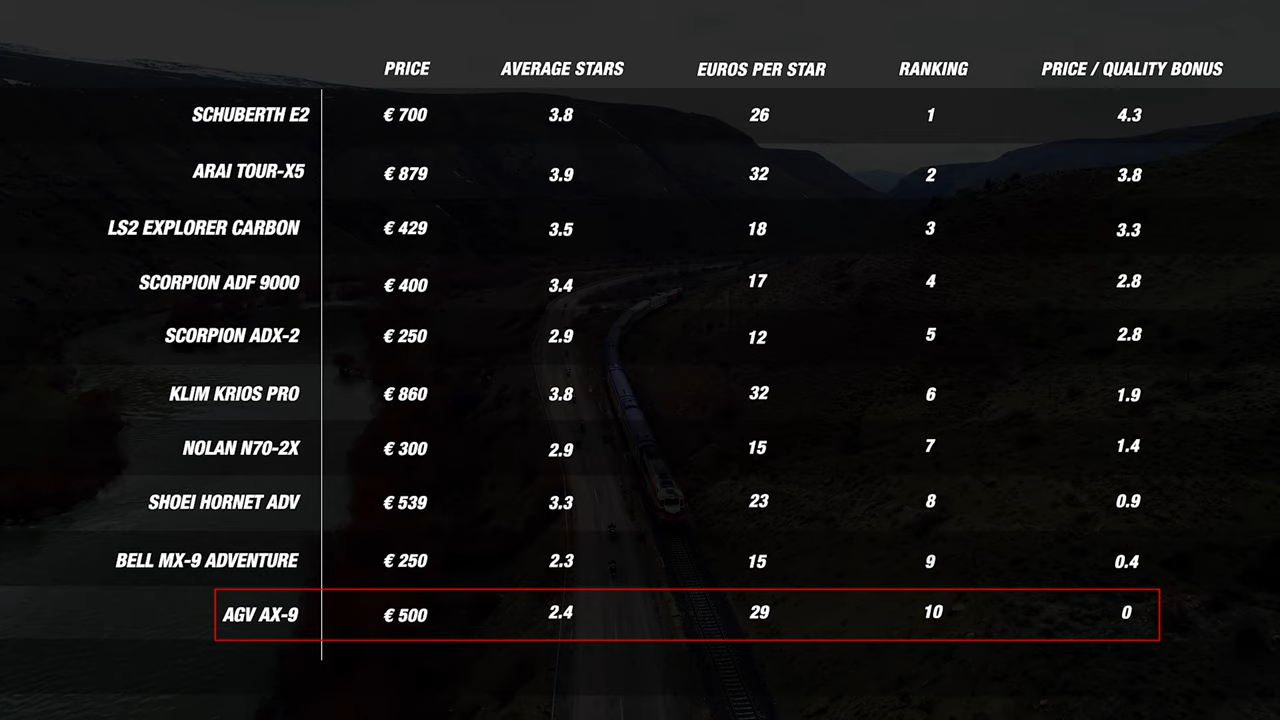 PRICE AVERAGE STARS EUROS PER STAR RANKING PRICE / QUALITY BONUS
SCHUBERTH E2 € 700 3.8 26 1 4.3
ARAI TOUR-X5 € 879 3.9 32 2 3.8
LS2 EXPLORER CARBON € 429 3.5 18 3 3.3
SCORPION ADF 9000 € 400 3.4 17 4 2.8
SCORPION ADX-2 € 250 2.9 12 5 2.8
KLIM KRIOS PRO € 860 3.8 32 6 1.9
NOLAN N70-2X € 300 2.9 15 7 1.4
SHOEI HORNET ADV € 539 3.3 23 8 0.9
BELL MX-9 ADVENTURE € 250 2.3 15 9 0.4
AGV AX-9 € 500 2.4 29 10 0